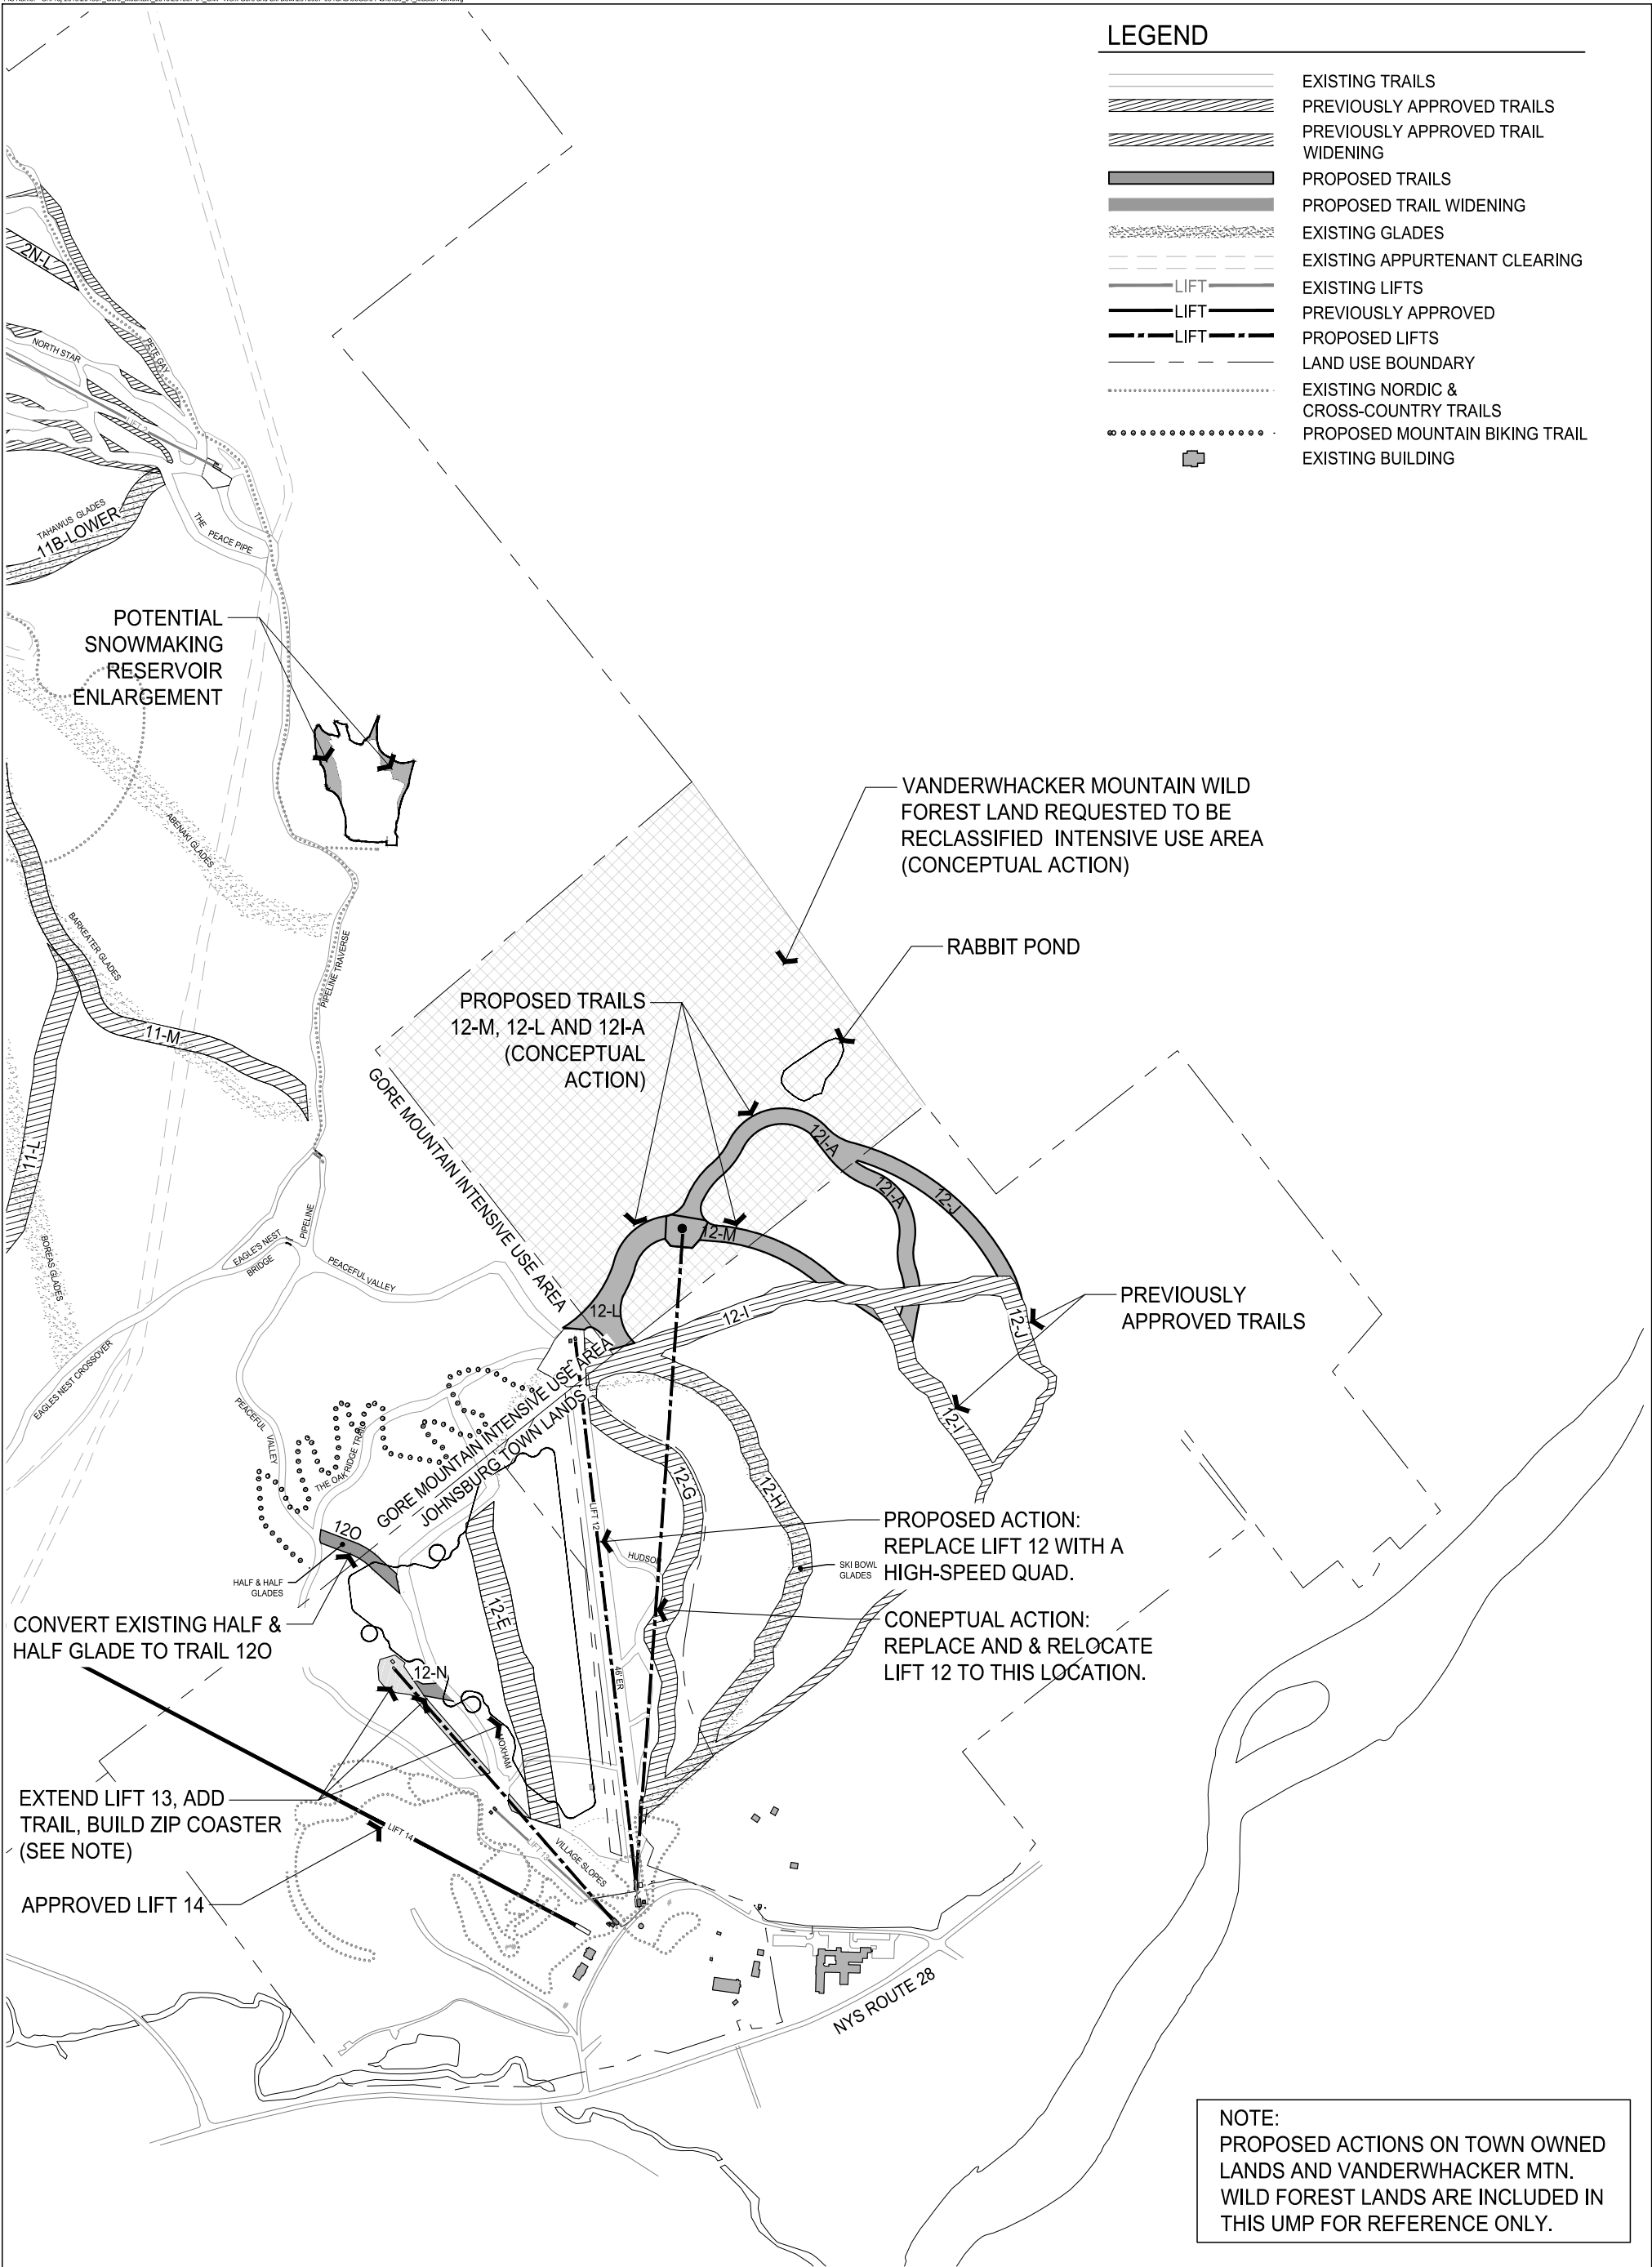 LEGEND
EXISTING TRAILS
PREVIOUSLY APPROVED TRAILS
PREVIOUSLY APPROVED TRAIL
WIDENING
PROPOSED TRAILS
PROPOSED TRAIL WIDENING
EXISTING GLADES
EXISTING APPURTENANT CLEARING
LIFT
EXISTING LIFTS
LIFT
PREVIOUSLY APPROVED
LIFT
PROPOSED LIFTS
LAND USE BOUNDARY
EXISTING NORDIC &
CROSS-COUNTRY TRAILS
PROPOSED MOUNTAIN BIKING TRAIL
EXISTING BUILDING
2N-L
PETE GAY
NORTH STAR
LIFT 2
TAHAWUS GLADES
11B-LOWER
THE PEACE PIPE
POTENTIAL
SNOWMAKING
RESERVOIR
ENLARGEMENT
ABENAKI GLADES
BARKEATER GLADES
PIPELINE TRAVERSE
11-M
11-L
BOREAS GLADES
VANDERWHACKER MOUNTAIN WILD
FOREST LAND REQUESTED TO BE
RECLASSIFIED INTENSIVE USE AREA
(CONCEPTUAL ACTION)
RABBIT POND
PROPOSED TRAILS
12-M, 12-L AND 12I-A
(CONCEPTUAL
ACTION)
GORE MOUNTAIN INTENSIVE USE AREA
12I-A
12I-A
12-J
12-M
12-L
12-I
12-J
12-I
PREVIOUSLY
APPROVED TRAILS
PIPELINE
EAGLE'S NEST
BRIDGE
PEACEFUL VALLEY
EAGLES NEST CROSSOVER
PEACEFUL VALLEY
THE OAK RIDGE TRAIL
GORE MOUNTAIN INTENSIVE USE AREA
JOHNSBURG TOWN LANDS
12O
HALF & HALF
GLADES
CONVERT EXISTING HALF &
HALF GLADE TO TRAIL 12O
12-E
LIFT 12
12-G
12-H
HUDSON
46' ER
SKI BOWL
GLADES
PROPOSED ACTION:
REPLACE LIFT 12 WITH A
HIGH-SPEED QUAD.
CONEPTUAL ACTION:
REPLACE AND & RELOCATE
LIFT 12 TO THIS LOCATION.
12-N
MOXHAM
EXTEND LIFT 13, ADD
TRAIL, BUILD ZIP COASTER
(SEE NOTE)
LIFT 14
LIFT 13
VILLAGE SLOPES
APPROVED LIFT 14
NYS ROUTE 28
NOTE:
PROPOSED ACTIONS ON TOWN OWNED
LANDS AND VANDERWHACKER MTN.
WILD FOREST LANDS ARE INCLUDED IN
THIS UMP FOR REFERENCE ONLY.